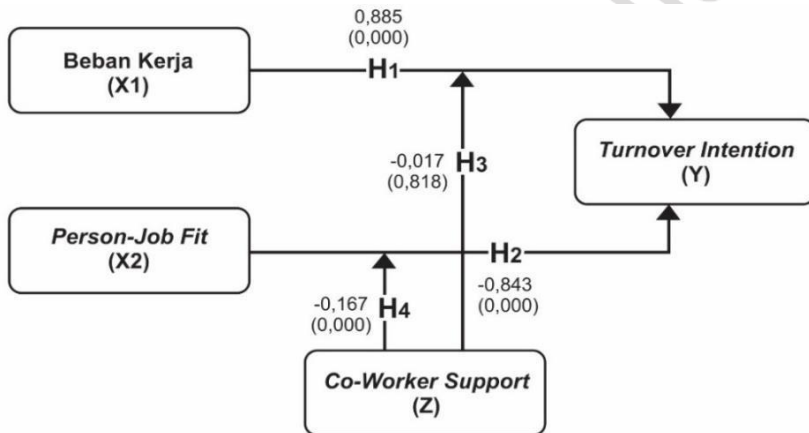 0,885
(0,000)
Beban Kerja
(X1)
H1
-0,017
(0,818)
H3
Turnover Intention
(Y)
Person-Job Fit
(X2)
H2
-0,843
(0,000)
-0,167
(0,000)
H4
Co-Worker Support
(Z)